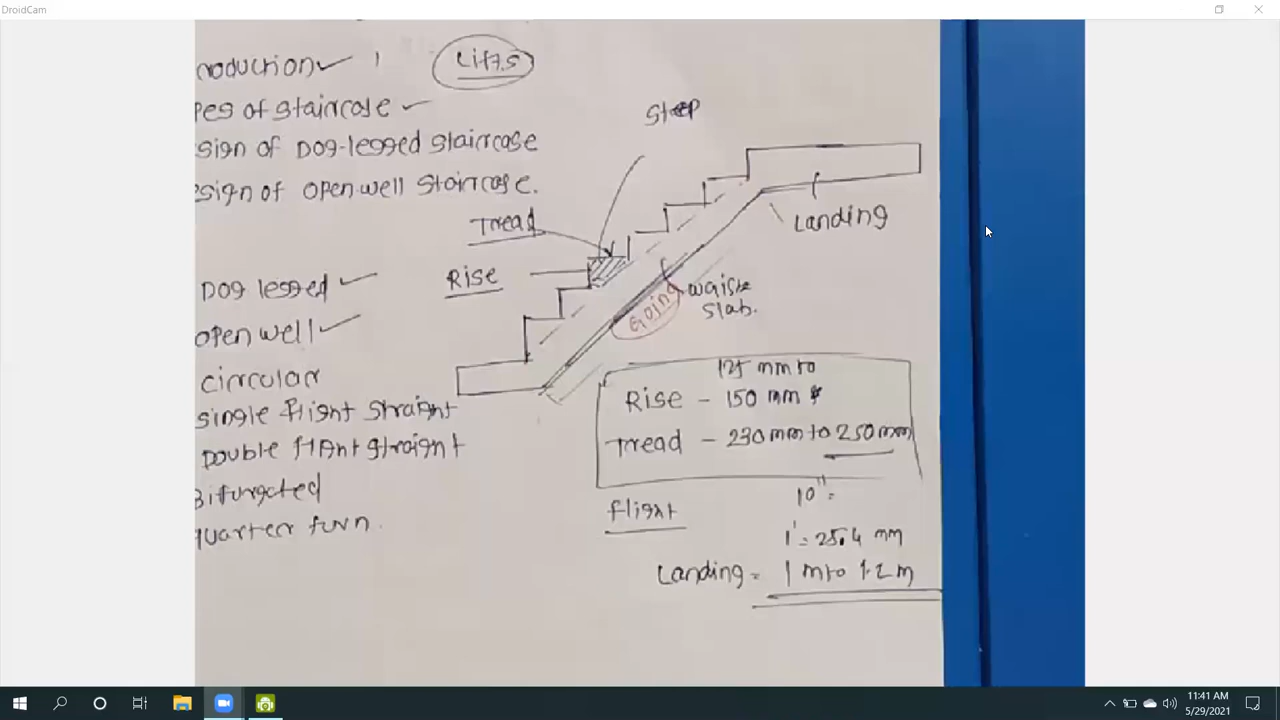 DroidCam
roduction ✓
Lifts
pes of staircase ✓
sign of Dog-legged staircase
esign of open well staircase.
step
Tread
Rise
Landing
Going
waist
slab.
Dog legged ✓
open well ✓
circular
single flight straight
Double flight straight
Bifurgated
quarter turn.
125 mm to
Rise - 150 mm
Tread - 230 mm to 250 mm
flight
10" =
1' = 25.4 mm
Landing = 1 m to 1.2 m
11:41 AM
5/29/2021